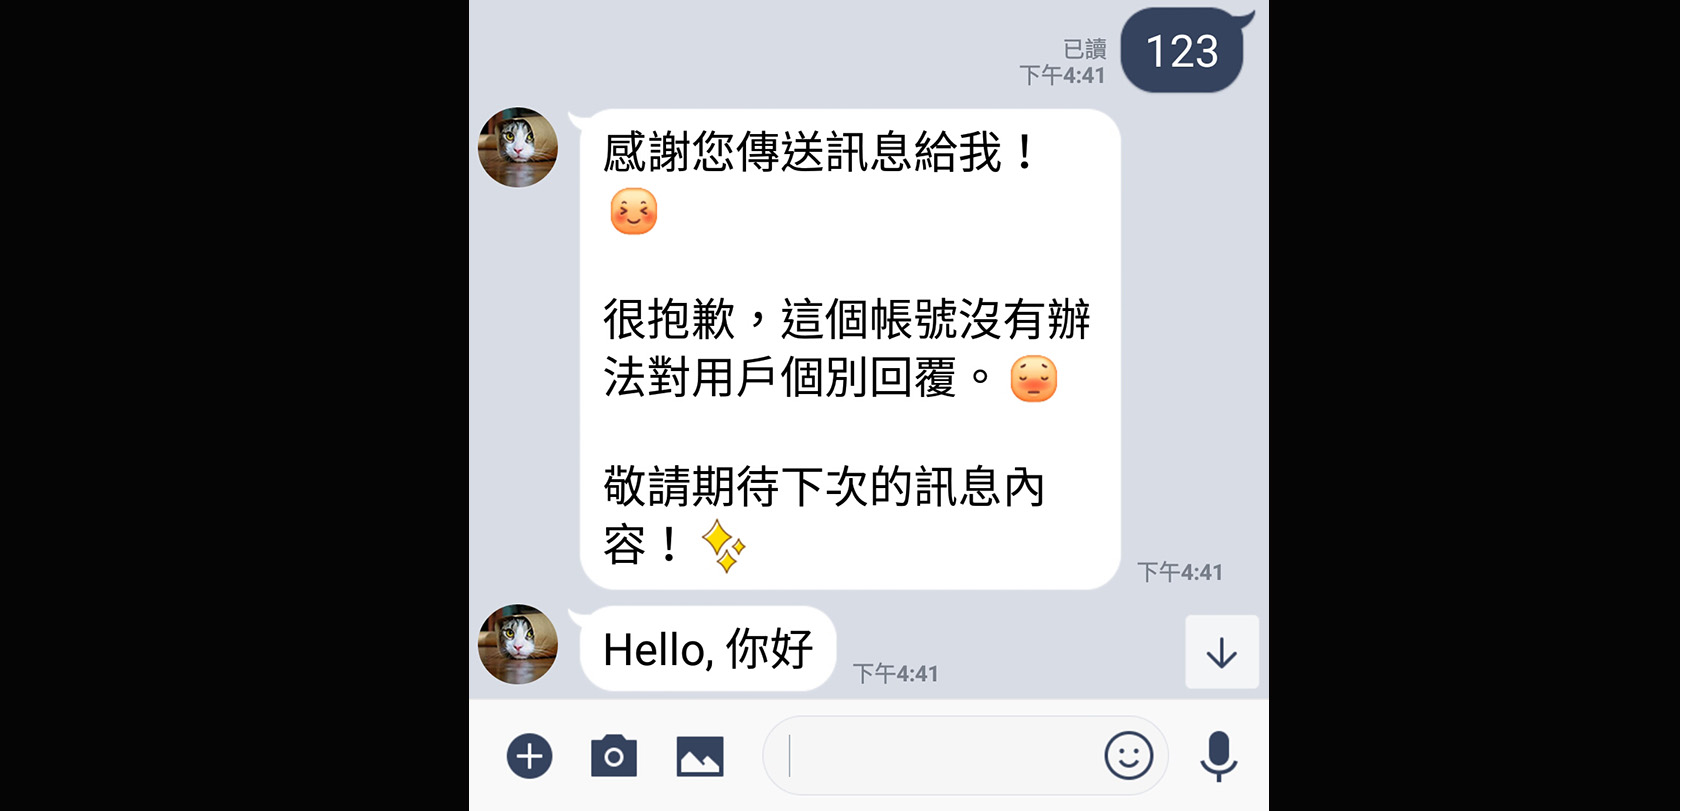 123
已讀
下午4:41
感謝您傳送訊息給我！
很抱歉，這個帳號沒有辦
法對用戶個別回覆。
敬請期待下次的訊息內
容！
下午4:41
Hello, 你好
下午4:41